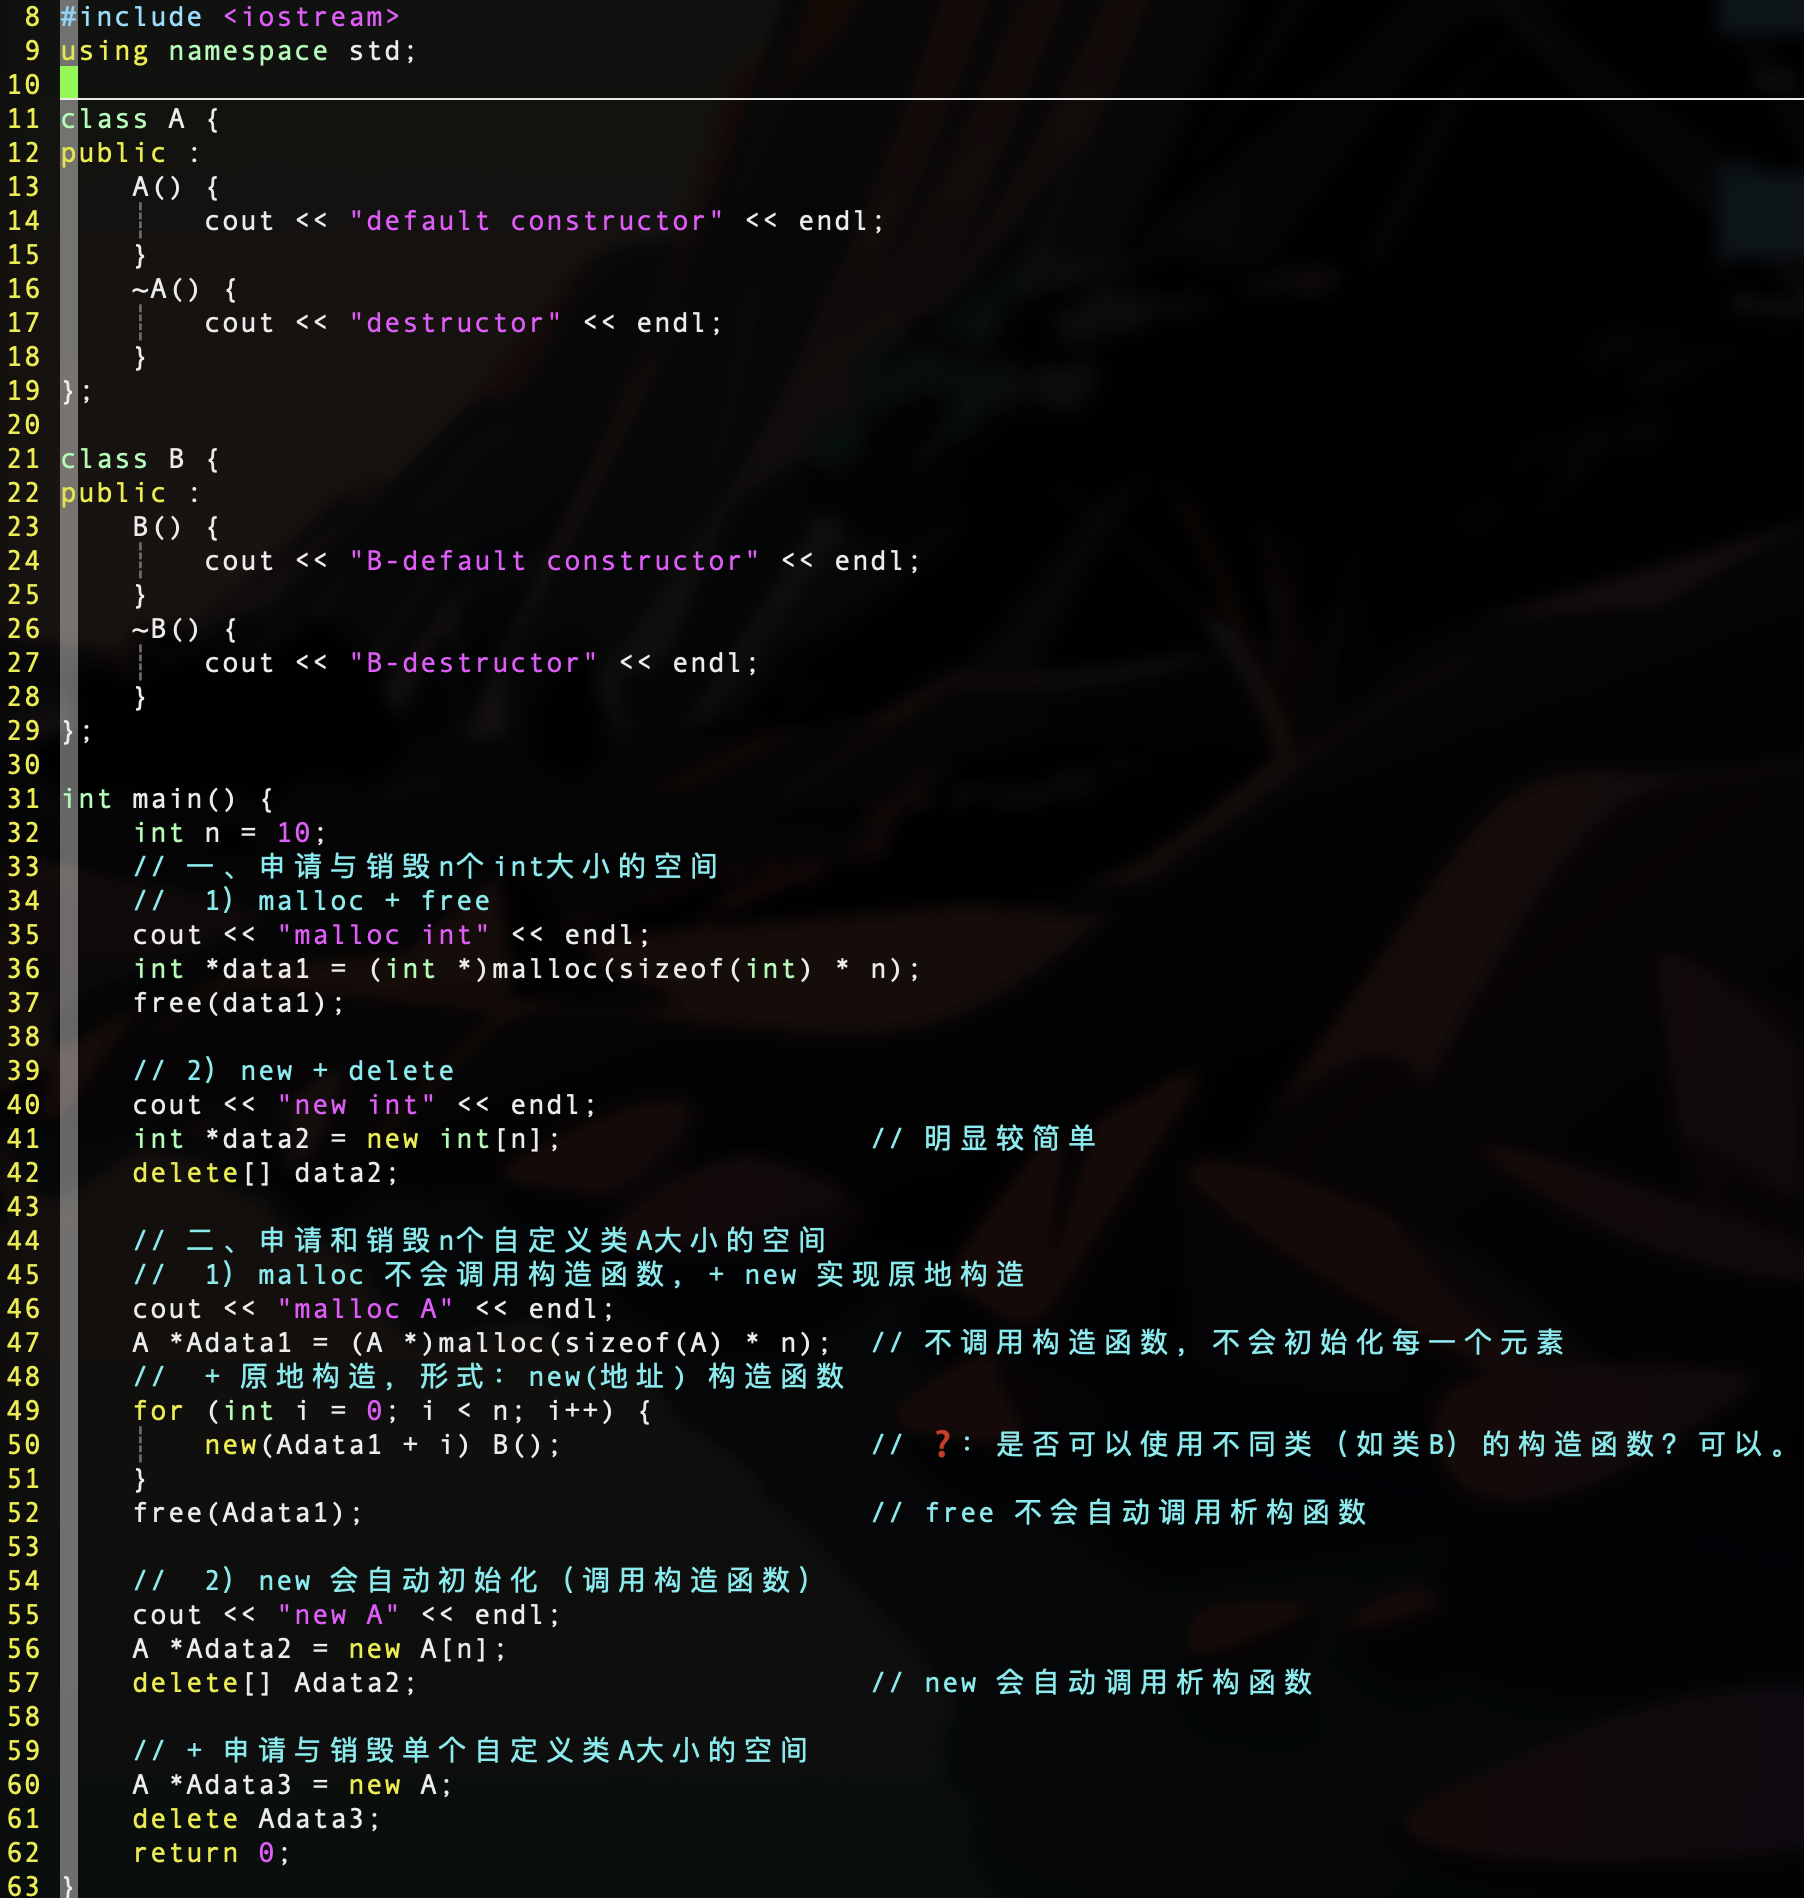 8 #include <iostream>
9 using namespace std;
10
11 class A {
12 public :
13     A() {
14         cout << "default constructor" << endl;
15     }
16     ~A() {
17         cout << "destructor" << endl;
18     }
19 };
20
21 class B {
22 public :
23     B() {
24         cout << "B-default constructor" << endl;
25     }
26     ~B() {
27         cout << "B-destructor" << endl;
28     }
29 };
30
31 int main() {
32     int n = 10;
33     // 一、申请与销毁n个int大小的空间
34     //  1) malloc + free
35     cout << "malloc int" << endl;
36     int *data1 = (int *)malloc(sizeof(int) * n);
37     free(data1);
38
39     // 2) new + delete
40     cout << "new int" << endl;
41     int *data2 = new int[n];                 // 明显较简单
42     delete[] data2;
43
44     // 二、申请和销毁n个自定义类A大小的空间
45     //  1) malloc 不会调用构造函数, + new 实现原地构造
46     cout << "malloc A" << endl;
47     A *Adata1 = (A *)malloc(sizeof(A) * n);  // 不调用构造函数, 不会初始化每一个元素
48     //  + 原地构造, 形式: new(地址) 构造函数
49     for (int i = 0; i < n; i++) {
50         new(Adata1 + i) B();                 // ❓: 是否可以使用不同类 (如类B) 的构造函数? 可以。
51     }
52     free(Adata1);                            // free 不会自动调用析构函数
53
54     //  2) new 会自动初始化 (调用构造函数)
55     cout << "new A" << endl;
56     A *Adata2 = new A[n];
57     delete[] Adata2;                         // new 会自动调用析构函数
58
59     // + 申请与销毁单个自定义类A大小的空间
60     A *Adata3 = new A;
61     delete Adata3;
62     return 0;
63 }